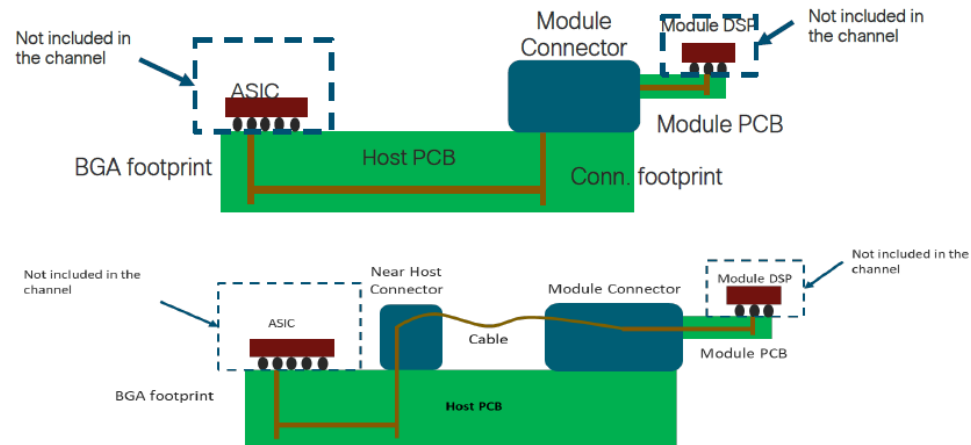 Not included in
the channel
ASIC
BGA footprint
Host PCB
Module
Connector
Module DSP
Not included in
the channel
Module PCB
Conn. footprint
Not included in the
channel
ASIC
BGA footprint
Near Host
Connector
Cable
Module Connector
Module DSP
Not included in the
channel
Module PCB
Host PCB